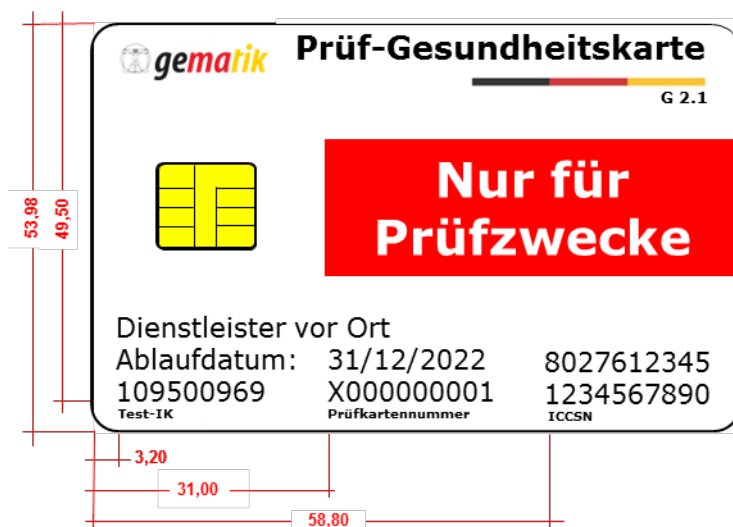 gematik
Prüf-Gesundheitskarte
G 2.1
Nur für
Prüfzwecke
53,98
49,50
Dienstleister vor Ort
Ablaufdatum: 31/12/2022 8027612345
109500969 X000000001 1234567890
Test-IK Prüfkartennummer ICCSN
3,20
31,00
58,80